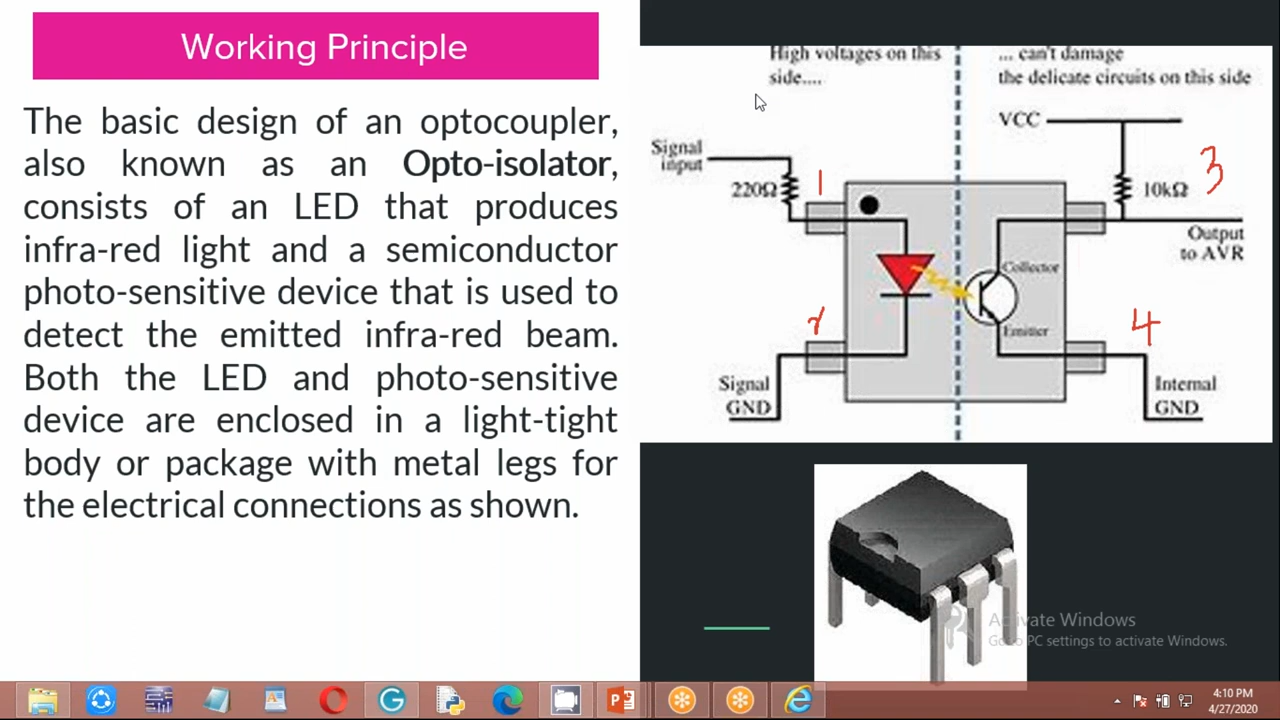 Working Principle
The basic design of an optocoupler,
also known as an Opto-isolator,
consists of an LED that produces
infra-red light and a semiconductor
photo-sensitive device that is used to
detect the emitted infra-red beam.
Both the LED and photo-sensitive
device are enclosed in a light-tight
body or package with metal legs for
the electrical connections as shown.
High voltages on this
side....
... can't damage
the delicate circuits on this side
VCC
Signal
input
220Ω
1
10kΩ
3
Output
to AVR
Collector
Emitter
4
Signal
GND
Internal
GND
Activate Windows
Go to PC settings to activate Windows.
4:10 PM
4/27/2020